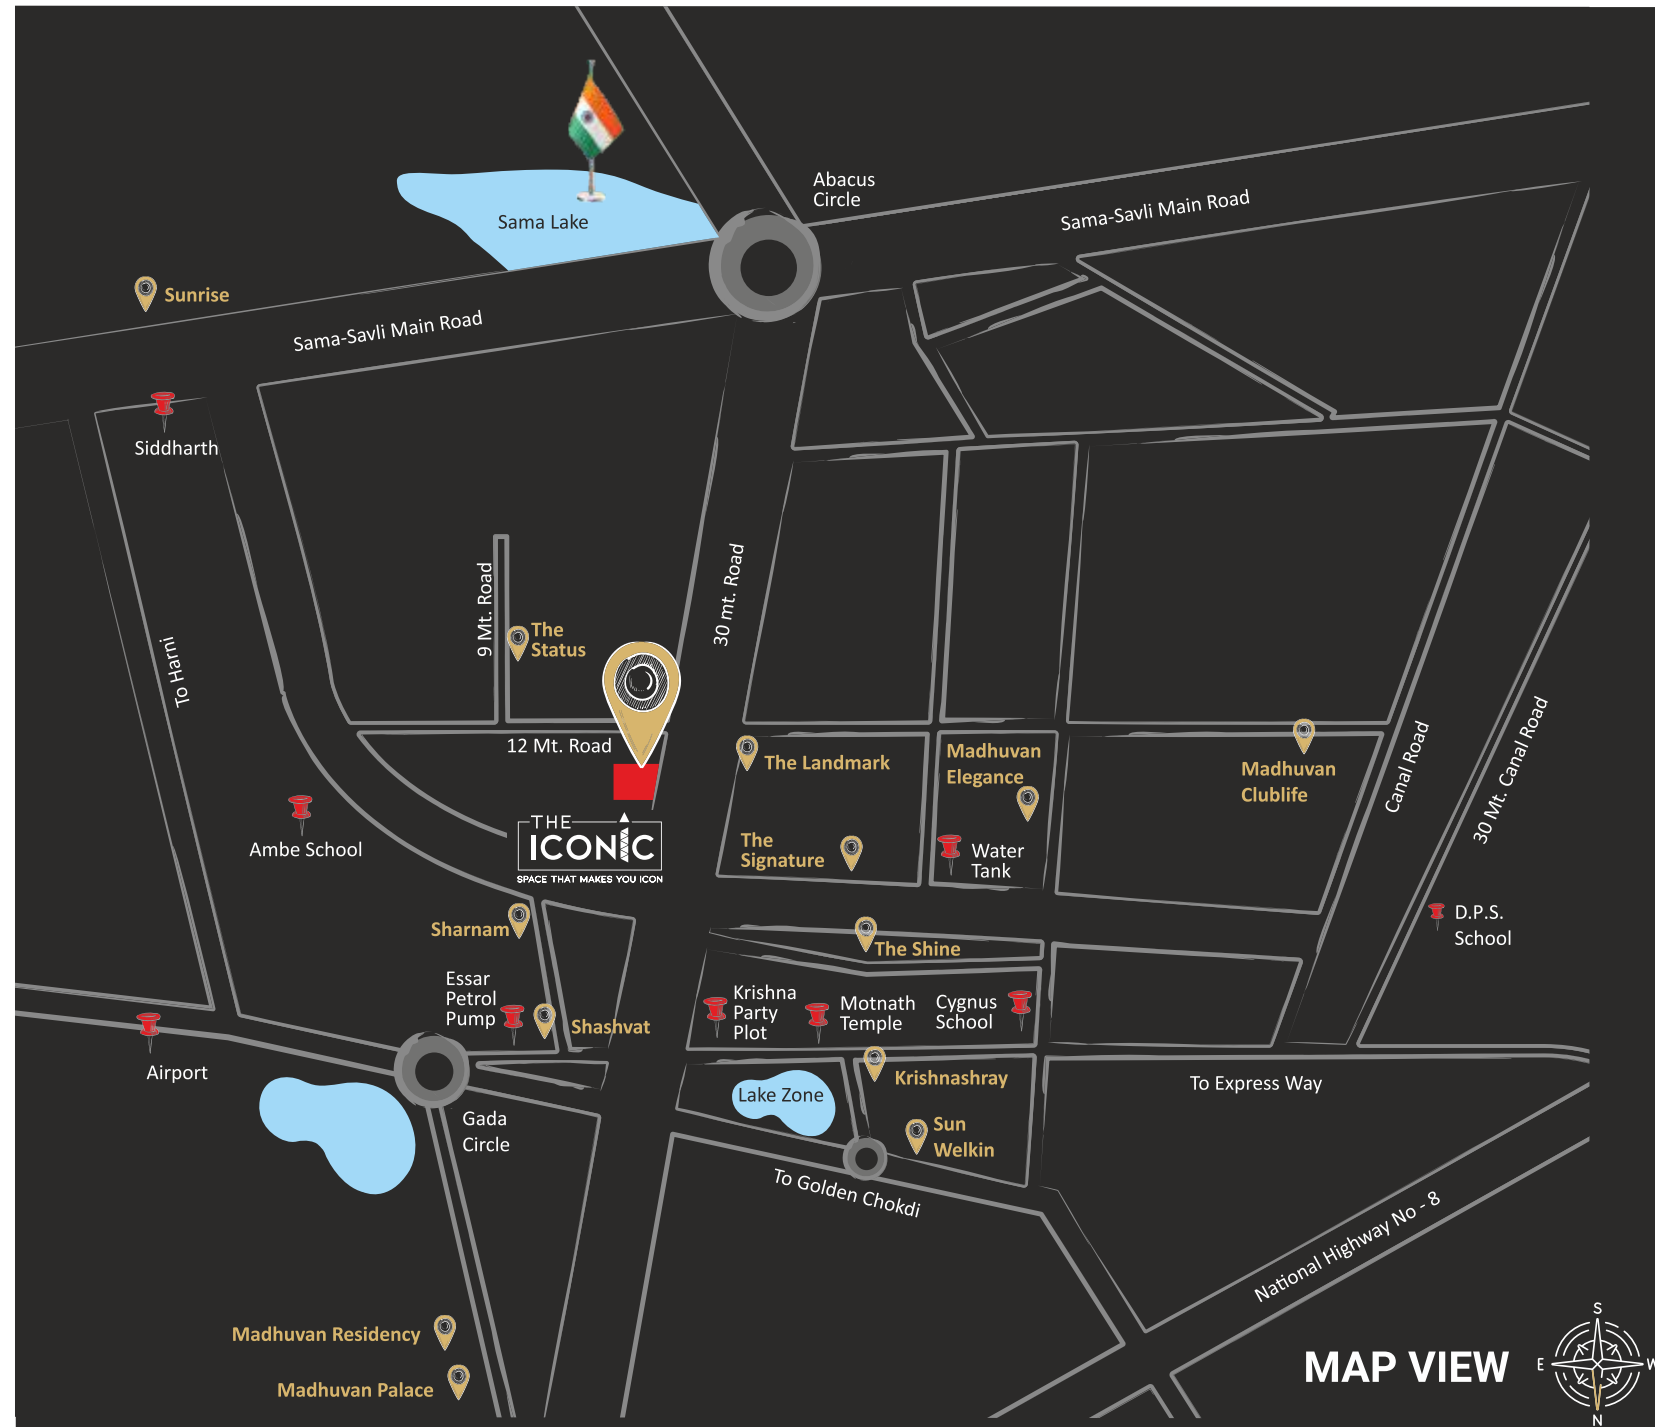 Abacus
Circle
Sama-Savli Main Road
Sama Lake
Sunrise
Sama-Savli Main Road
Siddharth
9 Mt. Road
30 mt. Road
The
Status
To Harni
12 Mt. Road
The Landmark
Madhuvan
Elegance
Madhuvan
Clublife
Canal Road
30 Mt. Canal Road
Ambe School
THE
ICONIC
SPACE THAT MAKES YOU ICON
The
Signature
Water
Tank
Sharnam
The Shine
D.P.S.
School
Essar
Petrol
Pump
Shashvat
Krishna
Party
Plot
Motnath
Temple
Cygnus
School
Airport
Krishnashray
To Express Way
Lake Zone
Gada
Circle
Sun
Welkin
To Golden Chokdi
National Highway No - 8
Madhuvan Residency
Madhuvan Palace
MAP VIEW
S
E
W
N